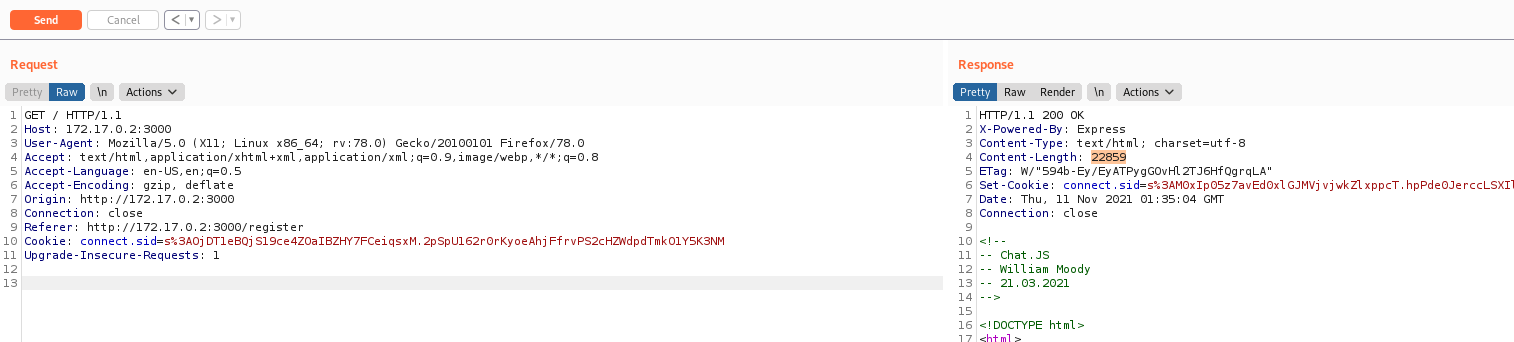 Send Cancel < ▼ > ▼
Request
Pretty Raw \n Actions
1 GET / HTTP/1.1
2 Host: 172.17.0.2:3000
3 User-Agent: Mozilla/5.0 (X11; Linux x86_64; rv:78.0) Gecko/20100101 Firefox/78.0
4 Accept: text/html,application/xhtml+xml,application/xml;q=0.9,image/webp,*/*;q=0.8
5 Accept-Language: en-US,en;q=0.5
6 Accept-Encoding: gzip, deflate
7 Origin: http://172.17.0.2:3000
8 Connection: close
9 Referer: http://172.17.0.2:3000/register
10 Cookie: connect.sid=s%3AOjDT1eBQjS19ce4ZOaIBZHY7FCeiqsxM.2pSpU162r0rKyoeAhjFfrvPS2cHZWdpdTmkO1Y5K3NM
11 Upgrade-Insecure-Requests: 1
12
13
Response
Pretty Raw Render \n Actions
1 HTTP/1.1 200 OK
2 X-Powered-By: Express
3 Content-Type: text/html; charset=utf-8
4 Content-Length: 22859
5 ETag: W/"594b-Ey/EyATPygGOvHl2TJ6HfQgrqLA"
6 Set-Cookie: connect.sid=s%3AM0xIp05z7avEd0xlGJMVjvjwkZlxppcT.hpPde0JerccLSXIl
7 Date: Thu, 11 Nov 2021 01:35:04 GMT
8 Connection: close
9
10 <!--
11 -- Chat.JS
12 -- William Moody
13 -- 21.03.2021
14 -->
15
16 <!DOCTYPE html>
17 <html>